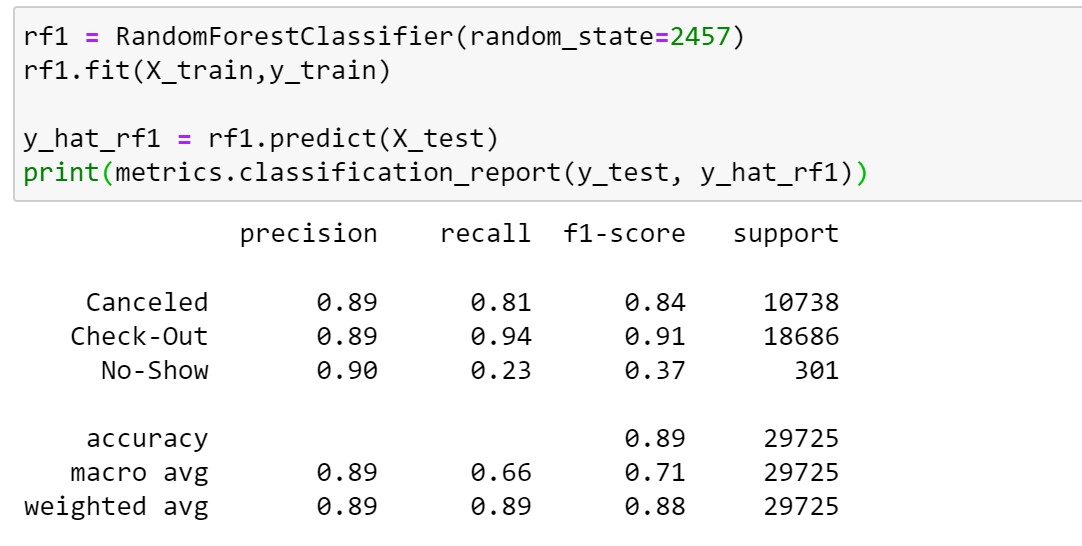 rf1 = RandomForestClassifier(random_state=2457)
rf1.fit(X_train,y_train)
y_hat_rf1 = rf1.predict(X_test)
print(metrics.classification_report(y_test, y_hat_rf1))
precision recall f1-score support
Canceled 0.89 0.81 0.84 10738
Check-Out 0.89 0.94 0.91 18686
No-Show 0.90 0.23 0.37 301
accuracy 0.89 29725
macro avg 0.89 0.66 0.71 29725
weighted avg 0.89 0.89 0.88 29725